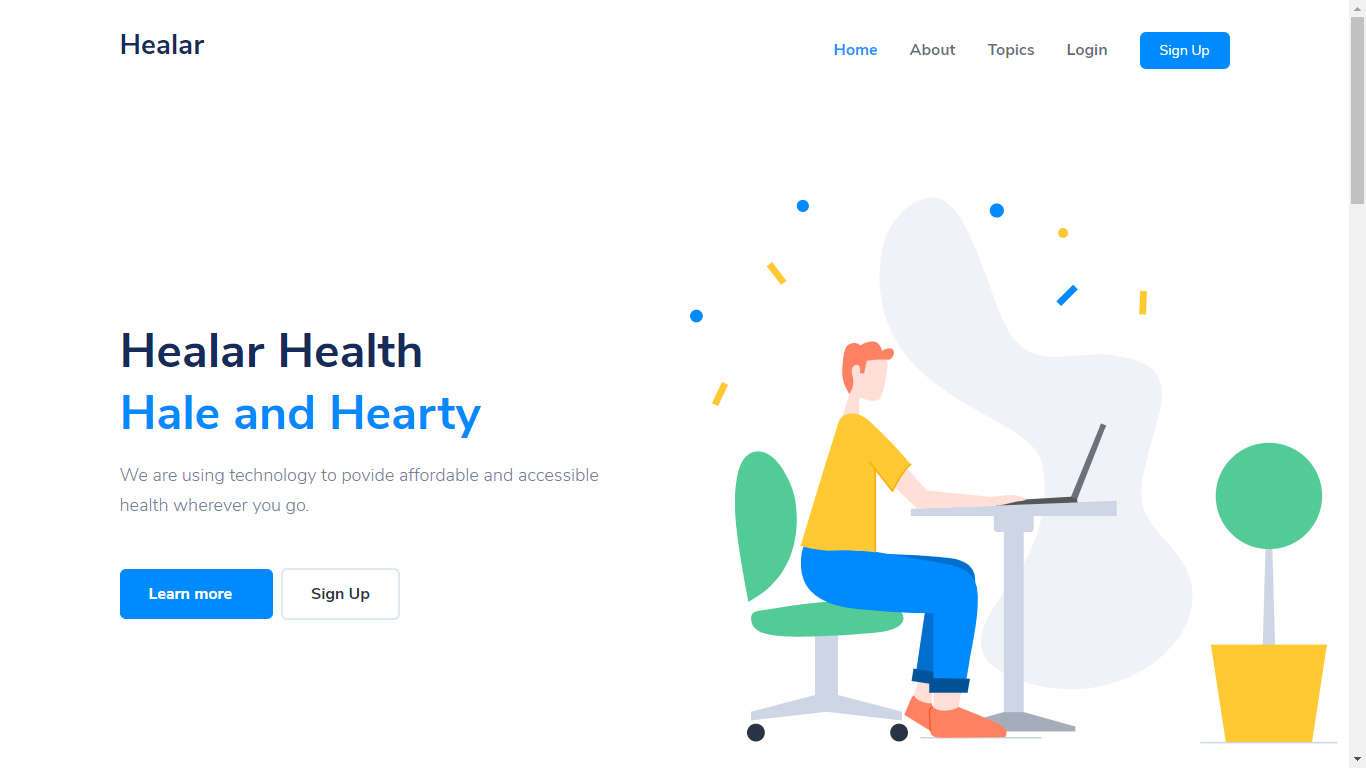 Healar
Home About Topics Login Sign Up
Healar Health
Hale and Hearty
We are using technology to povide affordable and accessible
health wherever you go.
Learn more Sign Up